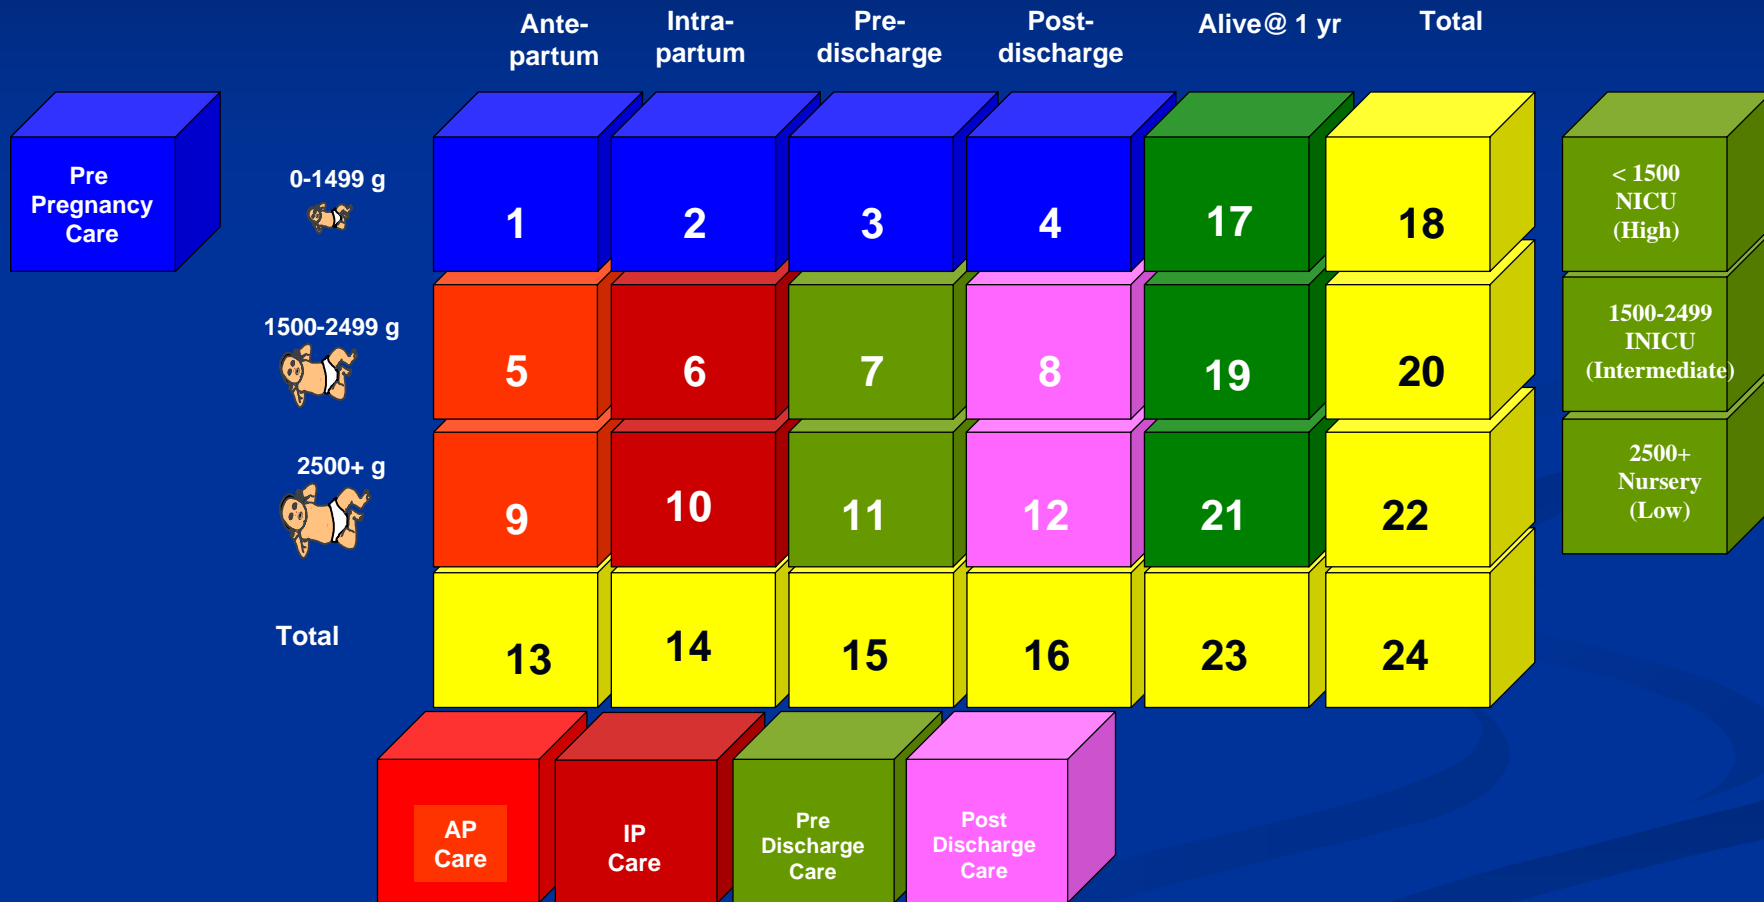 Ante-
partum
Intra-
partum
Pre-
discharge
Post-
discharge
Alive@ 1 yr
Total
Pre
Pregnancy
Care
0-1499 g
1
2
3
4
17
18
< 1500
NICU
(High)
1500-2499 g
5
6
7
8
19
20
1500-2499
INICU
(Intermediate)
2500+ g
9
10
11
12
21
22
2500+
Nursery
(Low)
Total
13
14
15
16
23
24
AP
Care
IP
Care
Pre
Discharge
Care
Post
Discharge
Care